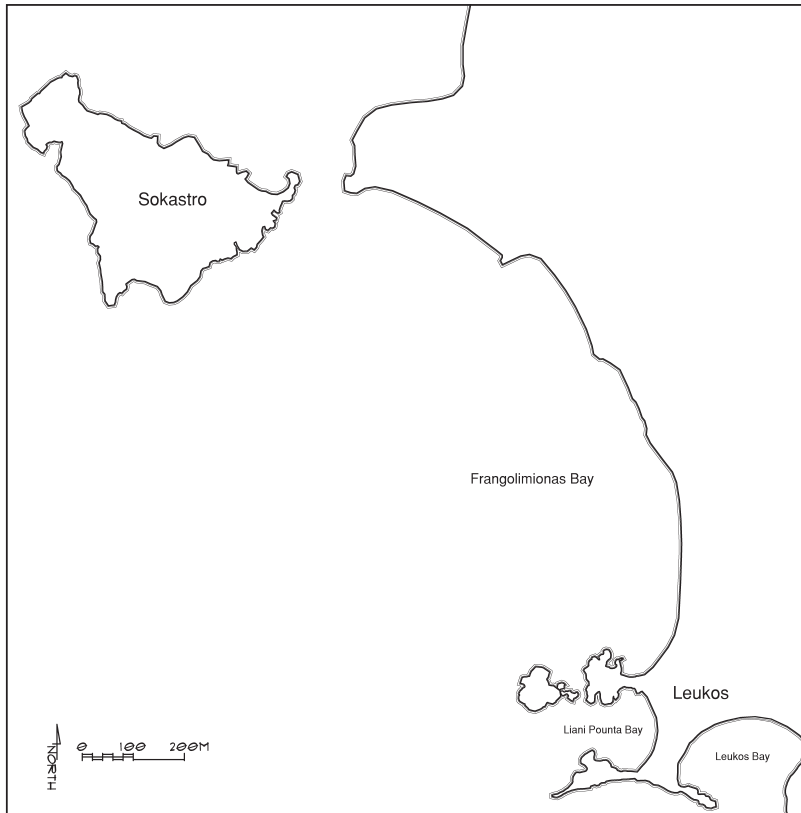 Sokastro
Frangolimionas Bay
Leukos
Liani Pounta Bay
Leukos Bay
NORTH
0 100 200M